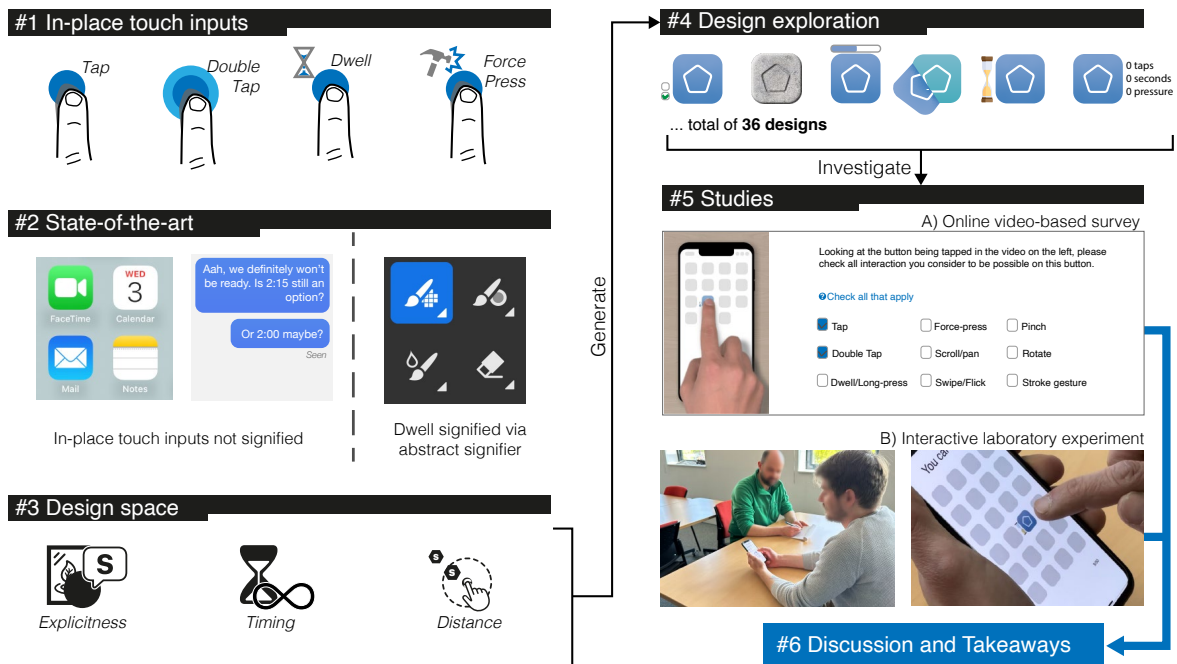 #1 In-place touch inputs
Tap
Double
Tap
Dwell
Force
Press
#2 State-of-the-art
FaceTime
WED
3
Calendar
Mail
Notes
Aah, we definitely won't
be ready. Is 2:15 still an
option?
Or 2:00 maybe?
Seen
In-place touch inputs not signified
Dwell signified via
abstract signifier
#3 Design space
S
Explicitness
Timing
S
S
Distance
Generate
#4 Design exploration
0 taps
0 seconds
0 pressure
... total of 36 designs
Investigate
#5 Studies
A) Online video-based survey
Looking at the button being tapped in the video on the left, please
check all interaction you consider to be possible on this button.
Check all that apply
Tap
Force-press
Pinch
Double Tap
Scroll/pan
Rotate
Dwell/Long-press
Swipe/Flick
Stroke gesture
B) Interactive laboratory experiment
You can
#6 Discussion and Takeaways